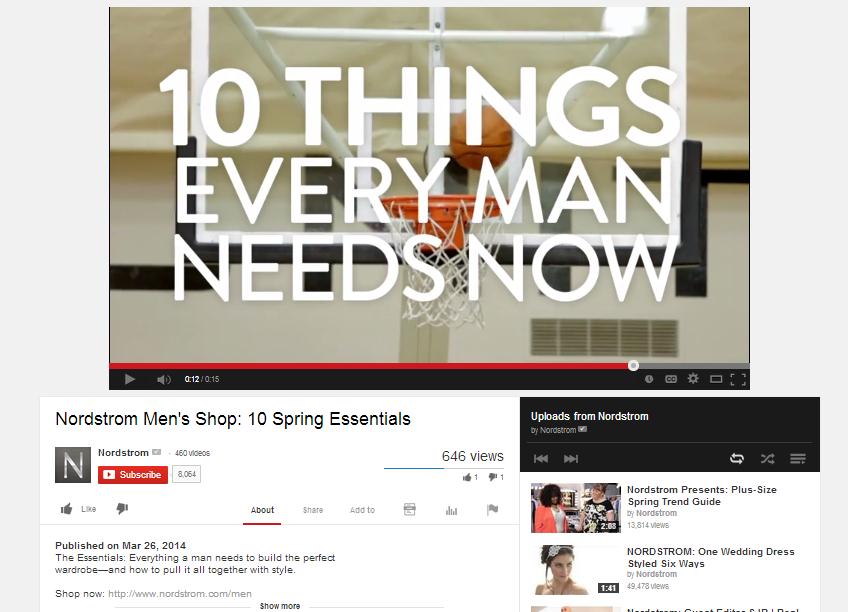 10 THINGS
EVERY MAN
NEEDS NOW
0:12 / 0:15
CC
Nordstrom Men's Shop: 10 Spring Essentials
N
Nordstrom · 460 videos
Subscribe 8,064
646 views
1 1
Like
About Share Add to
Published on Mar 26, 2014
The Essentials: Everything a man needs to build the perfect
wardrobe—and how to pull it all together with style.
Shop now: http://www.nordstrom.com/men
Show more
Uploads from Nordstrom
by Nordstrom
2:08
Nordstrom Presents: Plus-Size
Spring Trend Guide
by Nordstrom
13,814 views
1:41
NORDSTROM: One Wedding Dress
Styled Six Ways
by Nordstrom
49,478 views